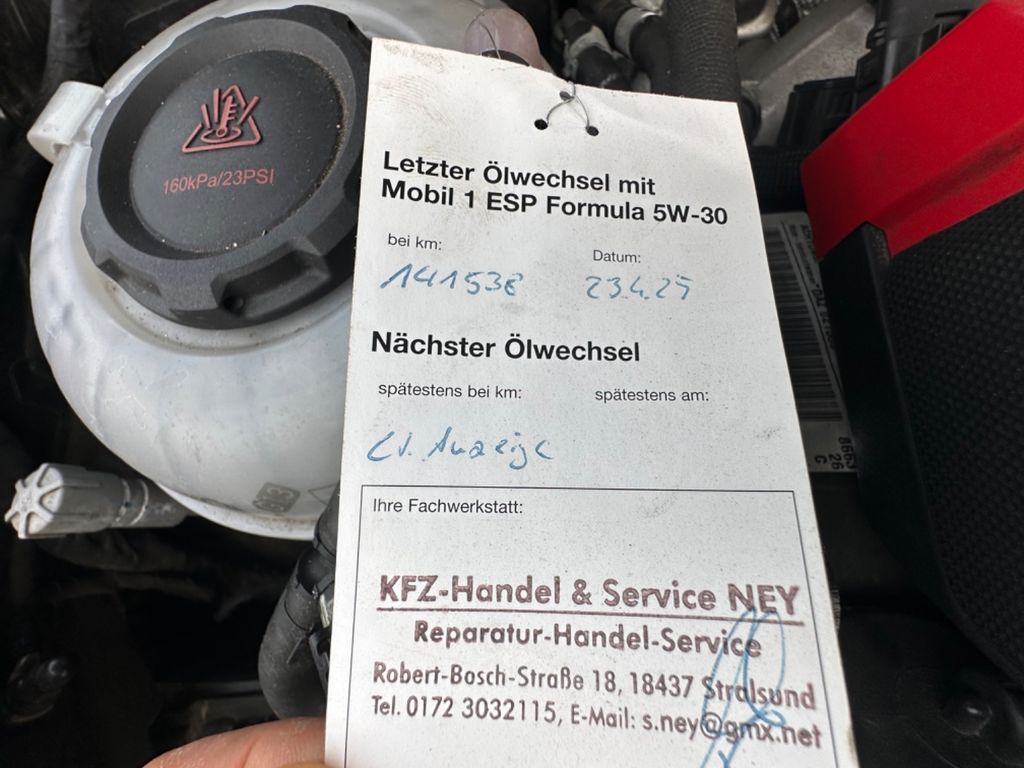 160kPa/23PSI
Letzter Ölwechsel mit
Mobil 1 ESP Formula 5W-30
bei km: Datum:
141538 23.4.25
Nächster Ölwechsel
spätestens bei km: spätestens am:
Lt. Anzeige
Ihre Fachwerkstatt:
KFZ-Handel & Service NEY
Reparatur-Handel-Service
Robert-Bosch-Straße 18, 18437 Stralsund
Tel. 0172 3032115, E-Mail: s.ney@gmx.net
8663
26
C